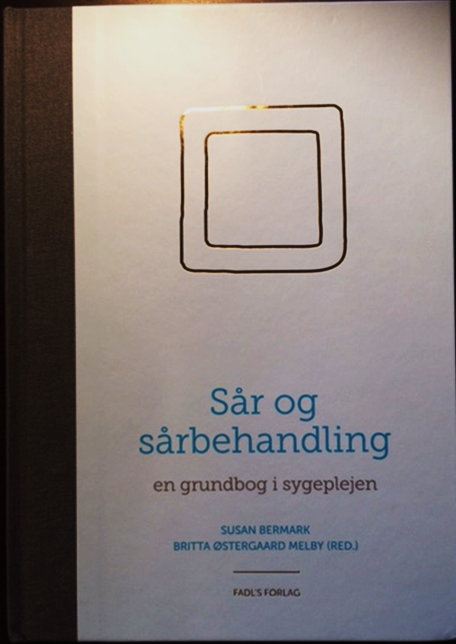 Sår og
sårbehandling
en grundbog i sygeplejen
SUSAN BERMARK
BRITTA ØSTERGAARD MELBY (RED.)
FADL'S FORLAG